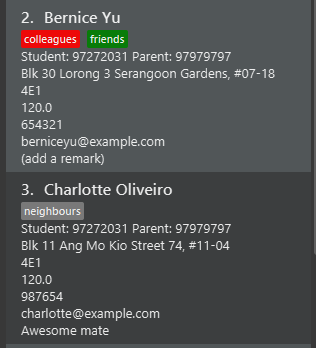 2. Bernice Yu
colleagues friends
Student: 97272031 Parent: 97979797
Blk 30 Lorong 3 Serangoon Gardens, #07-18
4E1
120.0
654321
berniceyu@example.com
(add a remark)
3. Charlotte Oliveiro
neighbours
Student: 97272031 Parent: 97979797
Blk 11 Ang Mo Kio Street 74, #11-04
4E1
120.0
987654
charlotte@example.com
Awesome mate